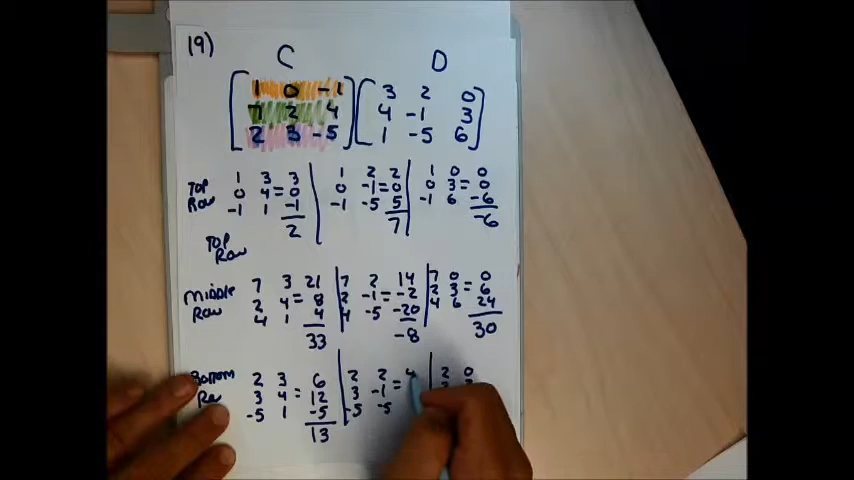 19)
C D
1 0 -1 3 2 0
7 2 4 4 -1 3
2 3 -5 1 -5 6
Top Row
1 3 3 1 2 2 1 0 0
0 4 = 0 0 -1 = 0 0 3 = 0
-1 1 -1 -1 -5 5 -1 6 -6
2 7 -6
Top Row
Middle Row
7 3 21 7 2 14 7 0 0
2 4 = 8 2 -1 = -2 2 3 = 6
4 1 4 4 -5 -20 4 6 24
33 -8 30
Bottom
2 3 6 2 2 4 2 0
3 4 = 12 3 -1 =
-5 1 -5 -5 -5
13